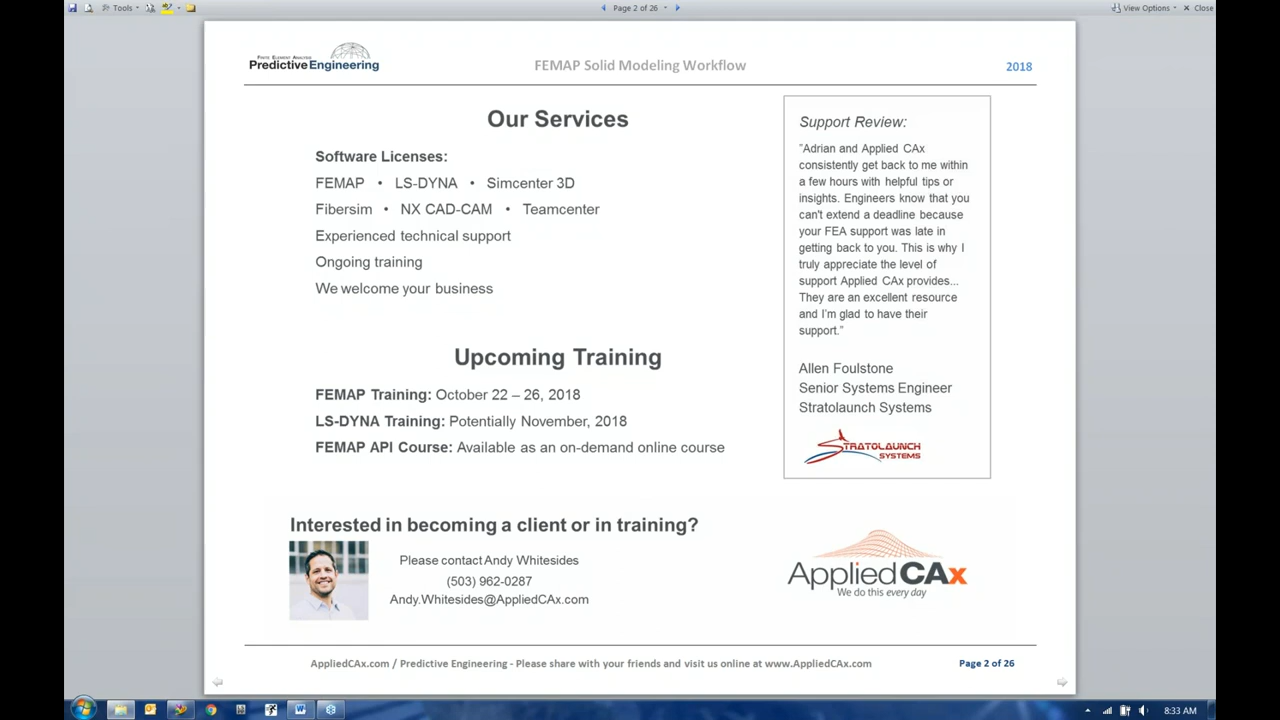 Tools
Page 2 of 26
View Options
Close
FINITE ELEMENT ANALYSIS
Predictive Engineering
FEMAP Solid Modeling Workflow
2018
Our Services
Software Licenses:
FEMAP • LS-DYNA • Simcenter 3D
Fibersim • NX CAD-CAM • Teamcenter
Experienced technical support
Ongoing training
We welcome your business
Upcoming Training
FEMAP Training: October 22 – 26, 2018
LS-DYNA Training: Potentially November, 2018
FEMAP API Course: Available as an on-demand online course
Support Review:
"Adrian and Applied CAx
consistently get back to me within
a few hours with helpful tips or
insights. Engineers know that you
can't extend a deadline because
your FEA support was late in
getting back to you. This is why I
truly appreciate the level of
support Applied CAx provides...
They are an excellent resource
and I'm glad to have their
support."
Allen Foulstone
Senior Systems Engineer
Stratolaunch Systems
STRATOLAUNCH
SYSTEMS
Interested in becoming a client or in training?
Please contact Andy Whitesides
(503) 962-0287
Andy.Whitesides@AppliedCAx.com
AppliedCAx
We do this every day
AppliedCAx.com / Predictive Engineering - Please share with your friends and visit us online at www.AppliedCAx.com
Page 2 of 26
8:33 AM